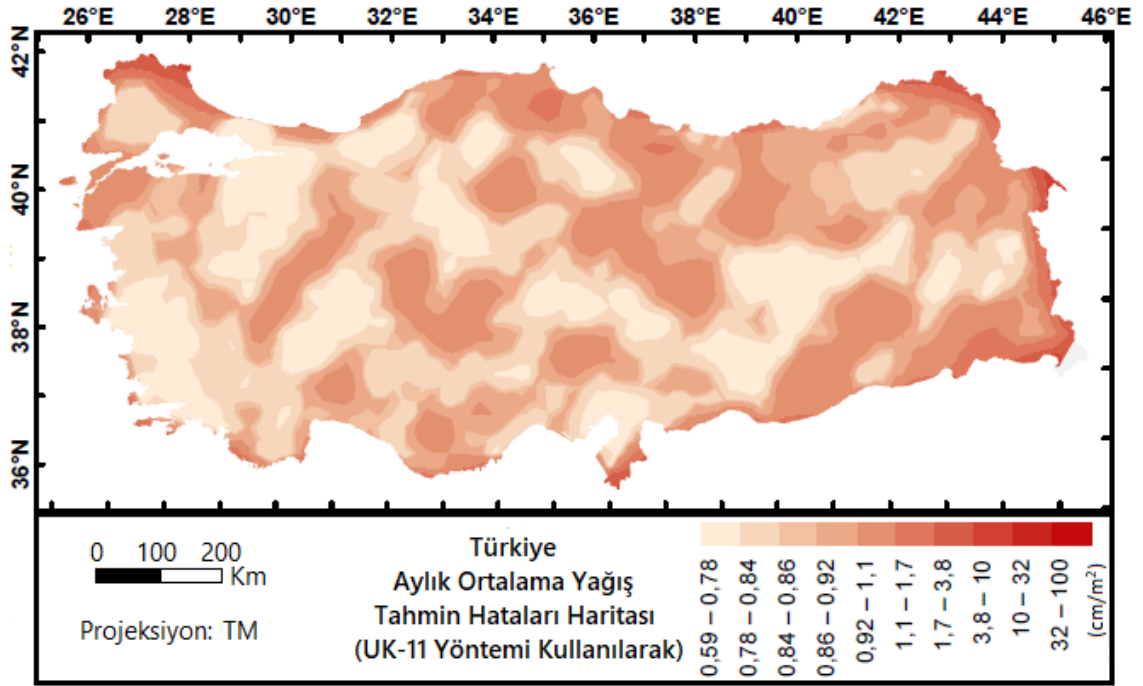 26°E 28°E 30°E 32°E 34°E 36°E 38°E 40°E 42°E 44°E 46°E
42°N
40°N
38°N
36°N
0 100 200
Km
Projeksiyon: TM
Türkiye
Aylık Ortalama Yağış
Tahmin Hataları Haritası
(UK-11 Yöntemi Kullanılarak)
0,59 – 0,78
0,78 – 0,84
0,84 – 0,86
0,86 – 0,92
0,92 – 1,1
1,1 – 1,7
1,7 – 3,8
3,8 – 10
10 – 32
32 – 100
(cm/m²)